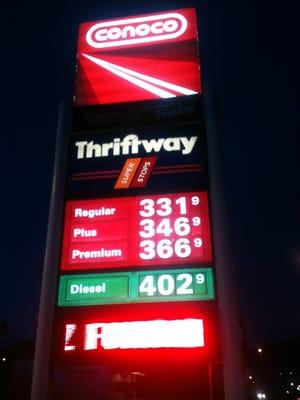 CONOCO
Thriftway
SUPER STOPS
Regular 331 9
Plus 346 9
Premium 366 9
Diesel 402 9